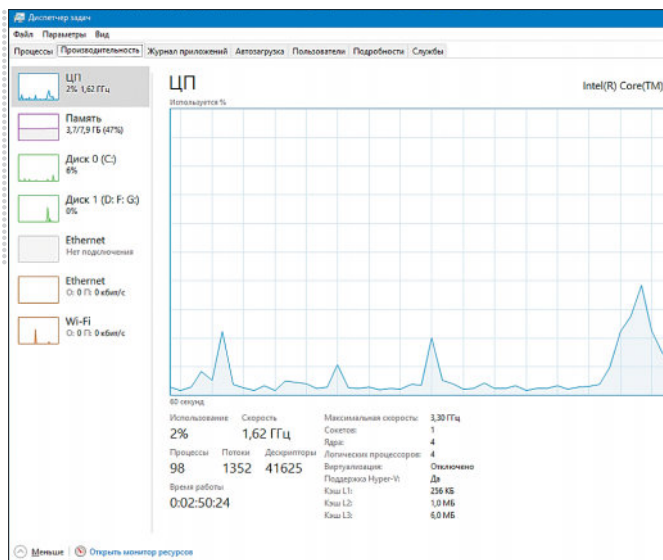 Диспетчер задач
Файл Параметры Вид
Процессы Производительность Журнал приложений Автозагрузка Пользователи Подробности Службы
ЦП
2% 1,62 ГГц
Память
3,7/7,9 ГБ (47%)
Диск 0 (C:)
6%
Диск 1 (D: F: G:)
0%
Ethernet
Нет подключения
Ethernet
О: 0 П: 0 кбит/с
Wi-Fi
О: 0 П: 0 кбит/с
ЦП
Intel(R) Core(TM)
Используется %
60 секунд
Использование Скорость
2% 1,62 ГГц
Процессы Потоки Дескрипторы
98 1352 41625
Время работы
0:02:50:24
Максимальная скорость: 3,30 ГГц
Сокетов: 1
Ядра: 4
Логических процессоров: 4
Виртуализация: Отключено
Поддержка Hyper-V: Да
Кэш L1: 256 КБ
Кэш L2: 1,0 МБ
Кэш L3: 6,0 МБ
Меньше Открыть монитор ресурсов